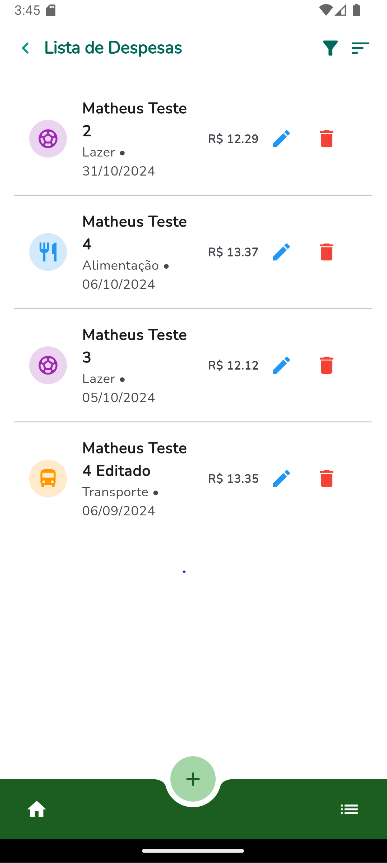 3:45
Lista de Despesas
Matheus Teste
2
Lazer •
31/10/2024
R$ 12.29
Matheus Teste
4
Alimentação •
06/10/2024
R$ 13.37
Matheus Teste
3
Lazer •
05/10/2024
R$ 12.12
Matheus Teste
4 Editado
Transporte •
06/09/2024
R$ 13.35